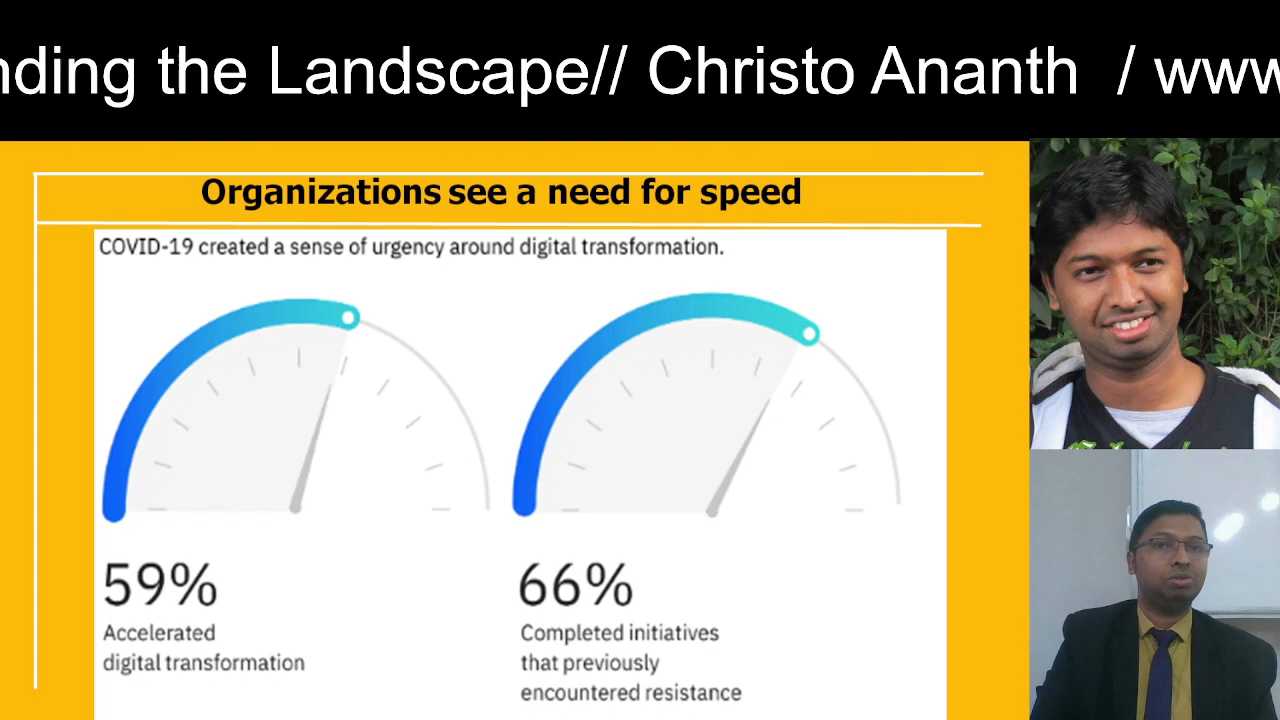 nding the Landscape// Christo Ananth / www
Organizations see a need for speed
COVID-19 created a sense of urgency around digital transformation.
59%
Accelerated
digital transformation
66%
Completed initiatives
that previously
encountered resistance